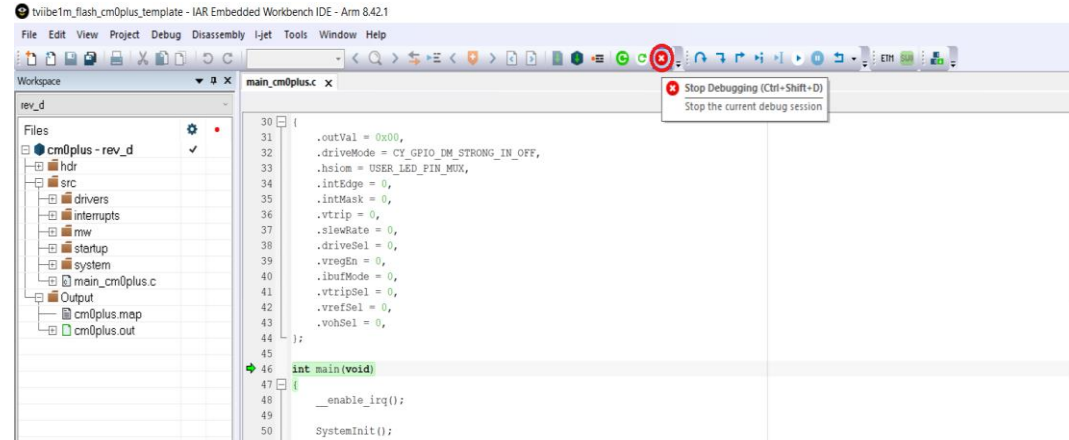 tviibe1m_flash_cm0plus_template - IAR Embedded Workbench IDE - Arm 8.42.1
File Edit View Project Debug Disassembly I-jet Tools Window Help
Workspace
main_cm0plus.c x
Stop Debugging (Ctrl+Shift+D)
Stop the current debug session
rev_d
Files
cm0plus - rev_d
hdr
src
drivers
interrupts
mw
startup
system
main_cm0plus.c
Output
cm0plus.map
cm0plus.out
ETM SWO
30 {
31 .outVal = 0x00,
32 .driveMode = CY_GPIO_DM_STRONG_IN_OFF,
33 .hsiom = USER_LED_PIN_MUX,
34 .intEdge = 0,
35 .intMask = 0,
36 .vtrip = 0,
37 .slewRate = 0,
38 .driveSel = 0,
39 .vregEn = 0,
40 .ibufMode = 0,
41 .vtripSel = 0,
42 .vrefSel = 0,
43 .vohSel = 0,
44 };
45
46 int main(void)
47 {
48 __enable_irq();
49
50 SystemInit();